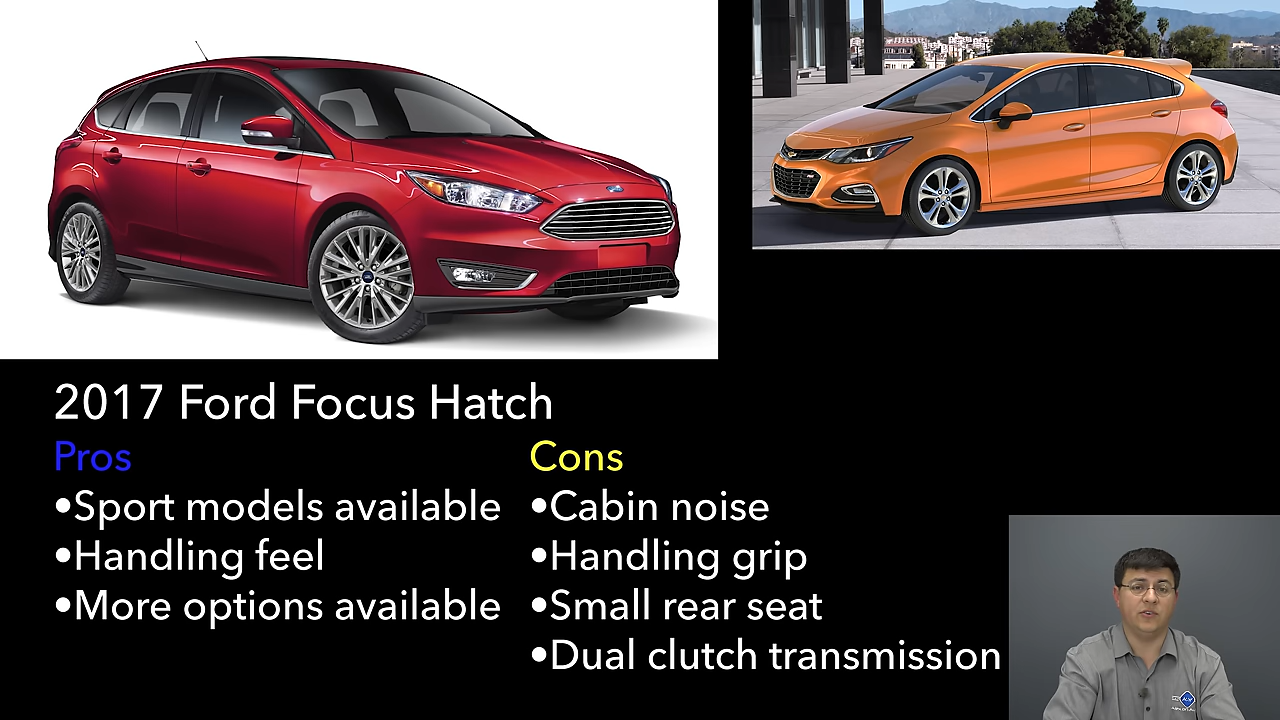 2017 Ford Focus Hatch
Pros
•Sport models available
•Handling feel
•More options available
Cons
•Cabin noise
•Handling grip
•Small rear seat
•Dual clutch transmission